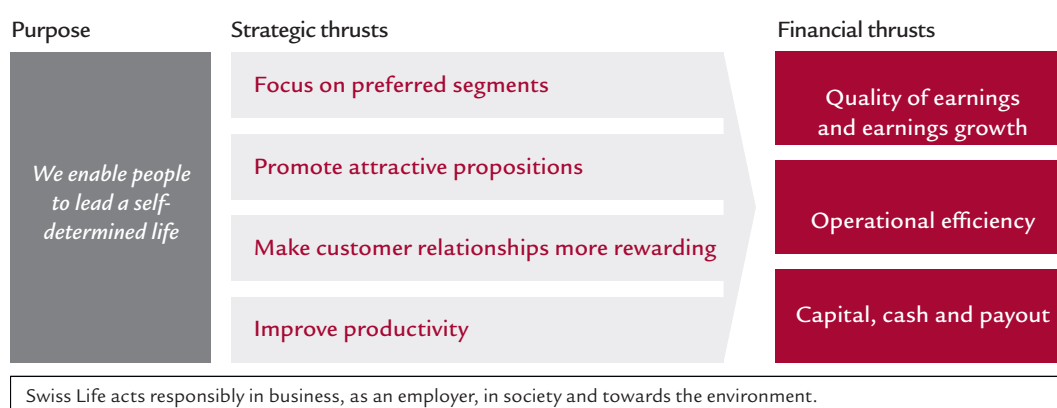 Purpose
Strategic thrusts
Financial thrusts
We enable people
to lead a self-
determined life
Focus on preferred segments
Promote attractive propositions
Make customer relationships more rewarding
Improve productivity
Quality of earnings
and earnings growth
Operational efficiency
Capital, cash and payout
Swiss Life acts responsibly in business, as an employer, in society and towards the environment.